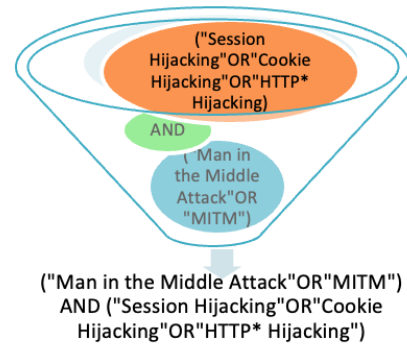 ("Session
Hijacking"OR"Cookie
Hijacking"OR"HTTP*
Hijacking)
AND
("Man in
the Middle
Attack"OR
"MITM")
("Man in the Middle Attack"OR"MITM")
AND ("Session Hijacking"OR"Cookie
Hijacking"OR"HTTP* Hijacking")